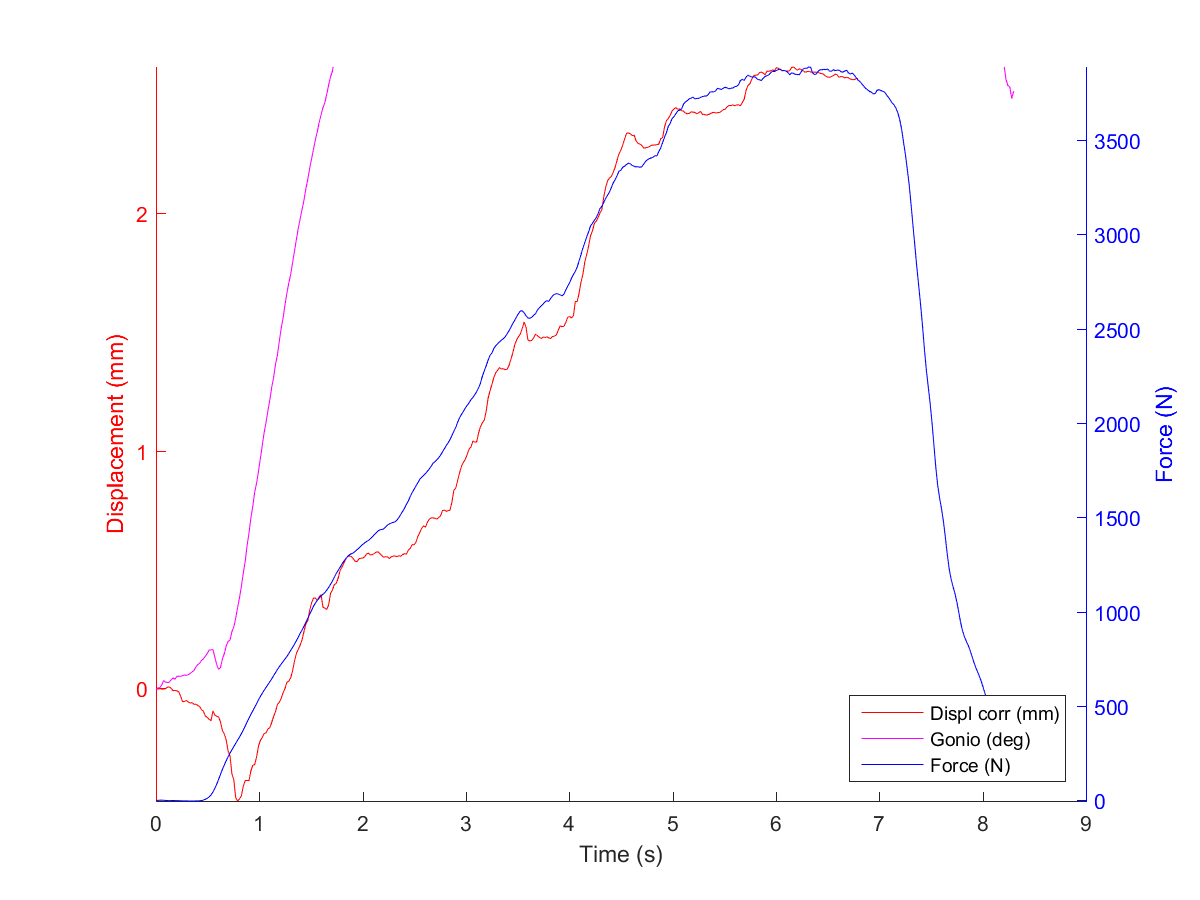 Displacement (mm)
2
1
0
3500
3000
2500
2000
1500
1000
500
0
Force (N)
Displ corr (mm)
Gonio (deg)
Force (N)
0 1 2 3 4 5 6 7 8 9
Time (s)